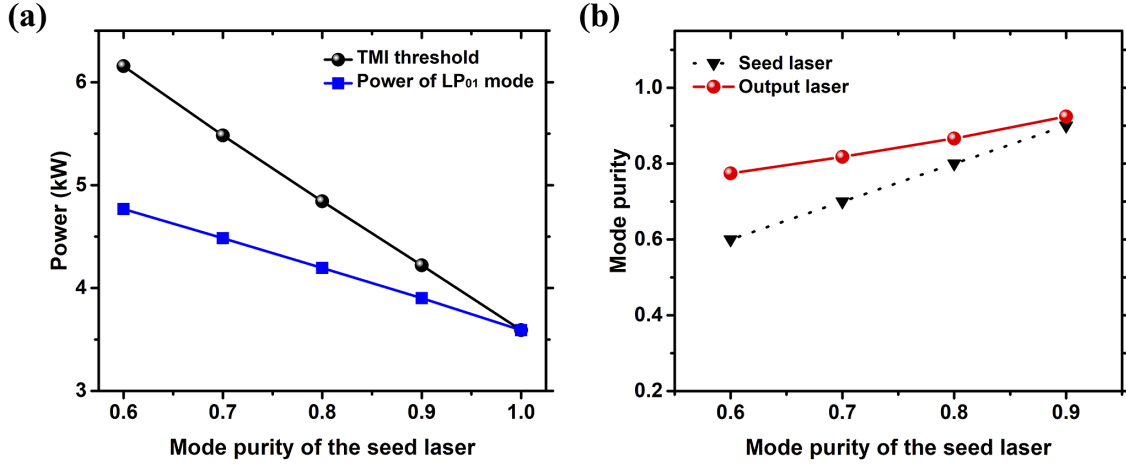 (a)
TMI threshold
Power of LP₀₁ mode
Power (kW)
6
5
4
3
0.6 0.7 0.8 0.9 1.0
Mode purity of the seed laser
(b)
Seed laser
Output laser
Mode purity
1.0
0.8
0.6
0.4
0.2
0.6 0.7 0.8 0.9
Mode purity of the seed laser